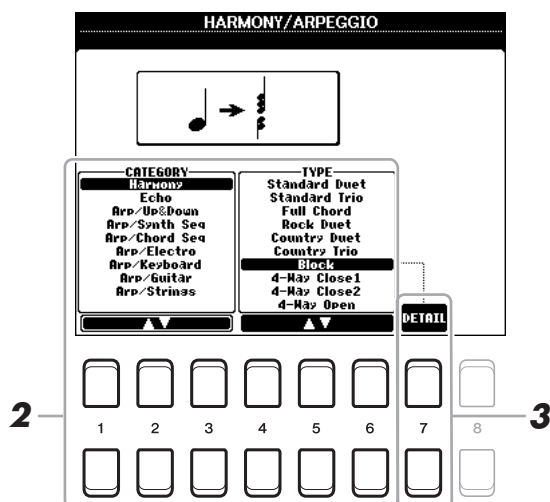 HARMONY/ARPEGGIO
CATEGORY
Harmony
Echo
Arp/Up&Down
Arp/Synth Seq
Arp/Chord Seq
Arp/Electro
Arp/Keyboard
Arp/Guitar
Arp/Strings
TYPE
Standard Duet
Standard Trio
Full Chord
Rock Duet
Country Duet
Country Trio
Block
4-Way Close1
4-Way Close2
4-Way Open
DETAIL
2
1 2 3 4 5 6 7 8
3